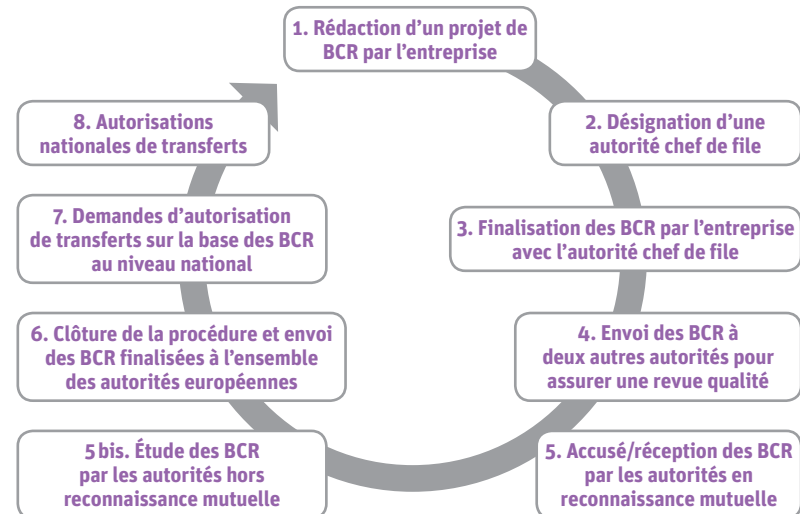 1. Rédaction d’un projet de
BCR par l’entreprise
2. Désignation d’une
autorité chef de file
3. Finalisation des BCR par l’entreprise
avec l’autorité chef de file
4. Envoi des BCR à
deux autres autorités pour
assurer une revue qualité
5. Accusé/réception des BCR
par les autorités en
reconnaissance mutuelle
5 bis. Étude des BCR
par les autorités hors
reconnaissance mutuelle
6. Clôture de la procédure et envoi
des BCR finalisées à l’ensemble
des autorités européennes
7. Demandes d’autorisation
de transferts sur la base des BCR
au niveau national
8. Autorisations
nationales de transferts